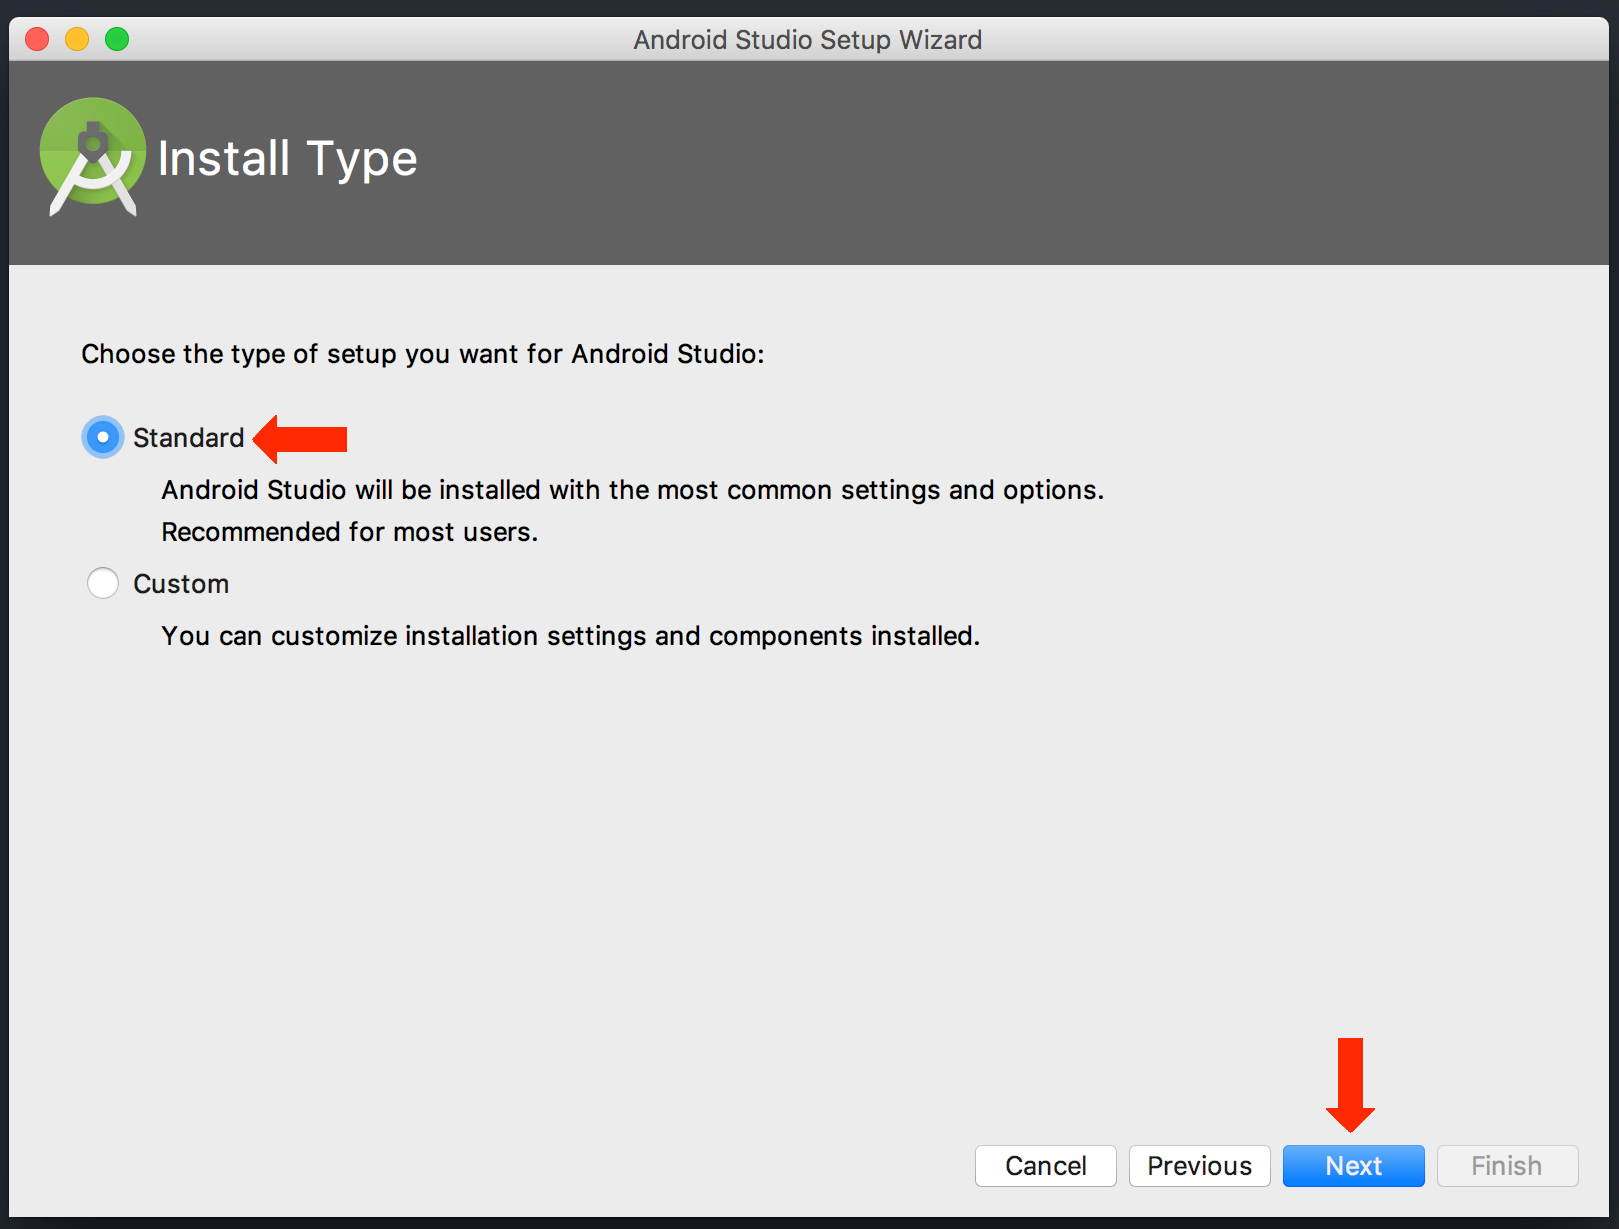 Android Studio Setup Wizard
Install Type
Choose the type of setup you want for Android Studio:
Standard
Android Studio will be installed with the most common settings and options.
Recommended for most users.
Custom
You can customize installation settings and components installed.
Cancel Previous Next Finish